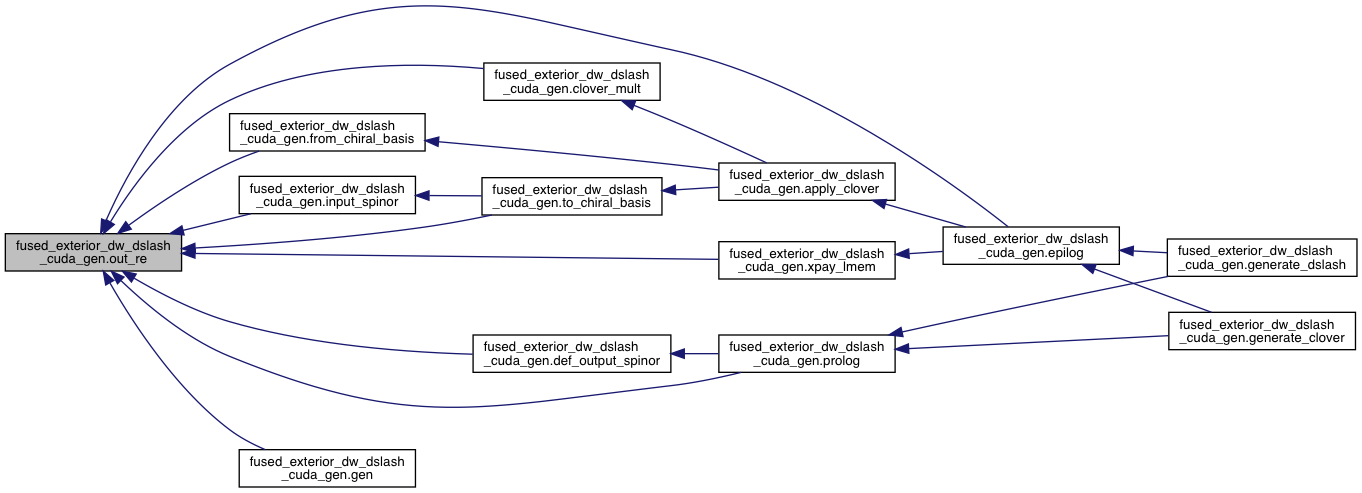 fused_exterior_dw_dslash
_cuda_gen.out_re
fused_exterior_dw_dslash
_cuda_gen.clover_mult
fused_exterior_dw_dslash
_cuda_gen.from_chiral_basis
fused_exterior_dw_dslash
_cuda_gen.input_spinor
fused_exterior_dw_dslash
_cuda_gen.to_chiral_basis
fused_exterior_dw_dslash
_cuda_gen.apply_clover
fused_exterior_dw_dslash
_cuda_gen.xpay_lmem
fused_exterior_dw_dslash
_cuda_gen.epilog
fused_exterior_dw_dslash
_cuda_gen.generate_dslash
fused_exterior_dw_dslash
_cuda_gen.generate_clover
fused_exterior_dw_dslash
_cuda_gen.def_output_spinor
fused_exterior_dw_dslash
_cuda_gen.prolog
fused_exterior_dw_dslash
_cuda_gen.gen